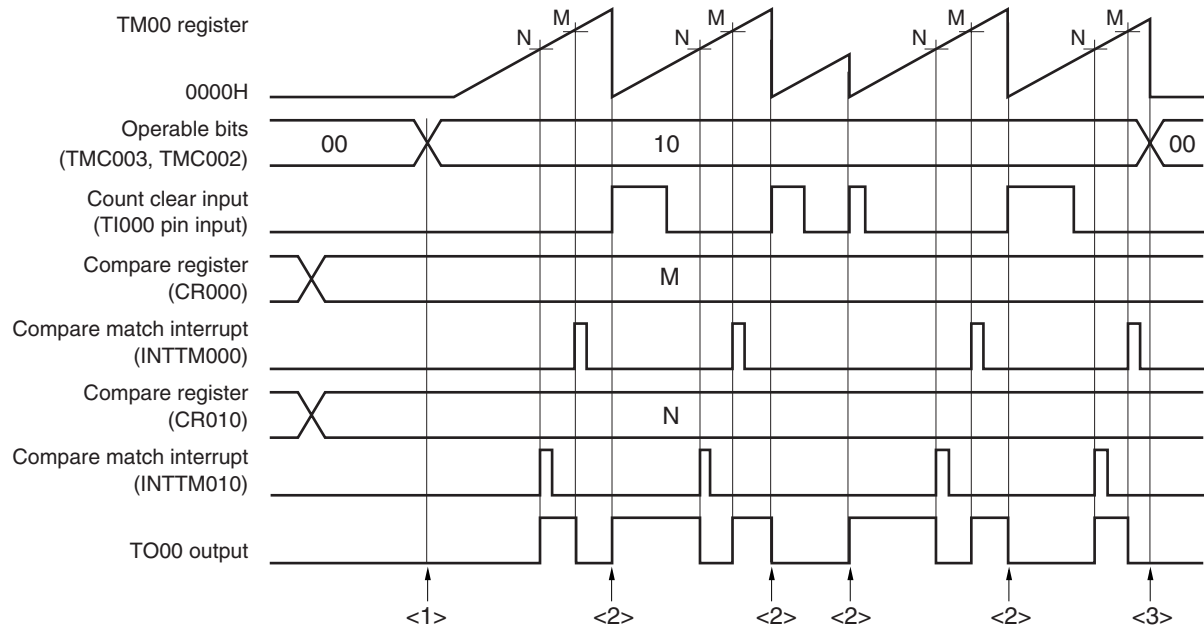 TM00 register
M M M M
N N N N
0000H
Operable bits
(TMC003, TMC002)
00 10 00
Count clear input
(TI000 pin input)
Compare register
(CR000)
M
Compare match interrupt
(INTTM000)
Compare register
(CR010)
N
Compare match interrupt
(INTTM010)
TO00 output
<1> <2> <2> <2> <2> <3>